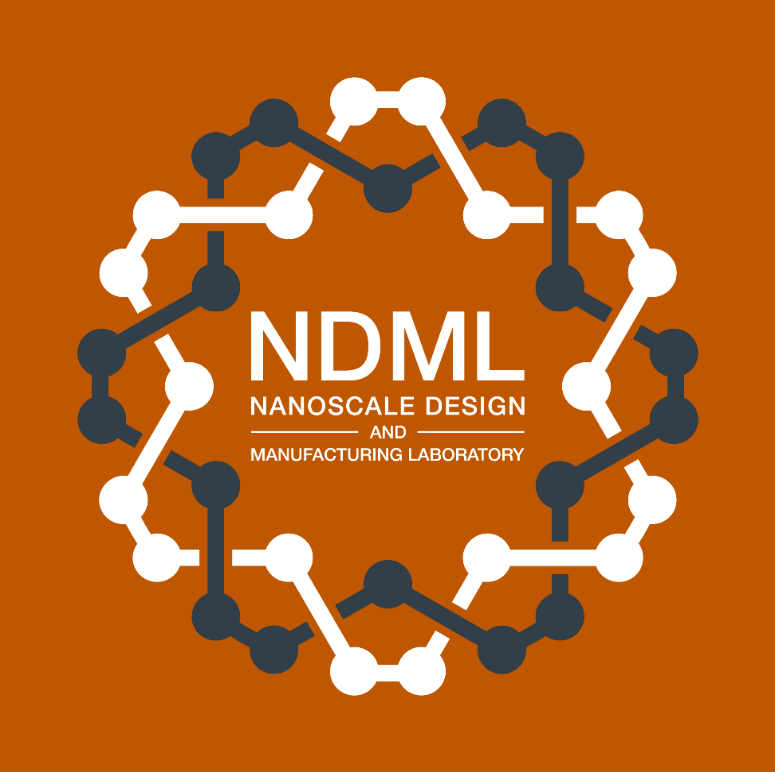 NDML
NANOSCALE DESIGN
AND
MANUFACTURING LABORATORY